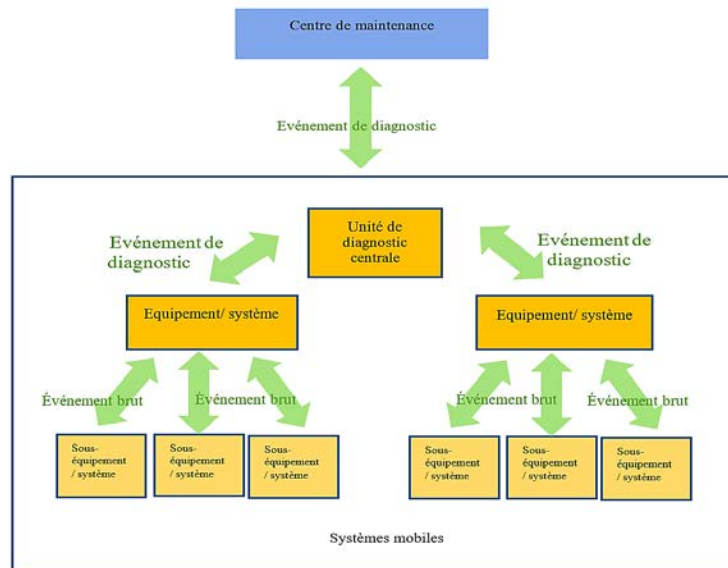 Centre de maintenance
Evénement de diagnostic
Unité de
diagnostic
centrale
Evénement de
diagnostic
Evénement de
diagnostic
Equipement/ système
Equipement/ système
Événement brut
Événement brut
Événement brut
Événement brut
Sous-
équipement
/ système
Sous-
équipement
/ système
Sous-
équipement
/ système
Sous-
équipement
/ système
Sous-
équipement
/ système
Sous-
équipement
/ système
Systèmes mobiles